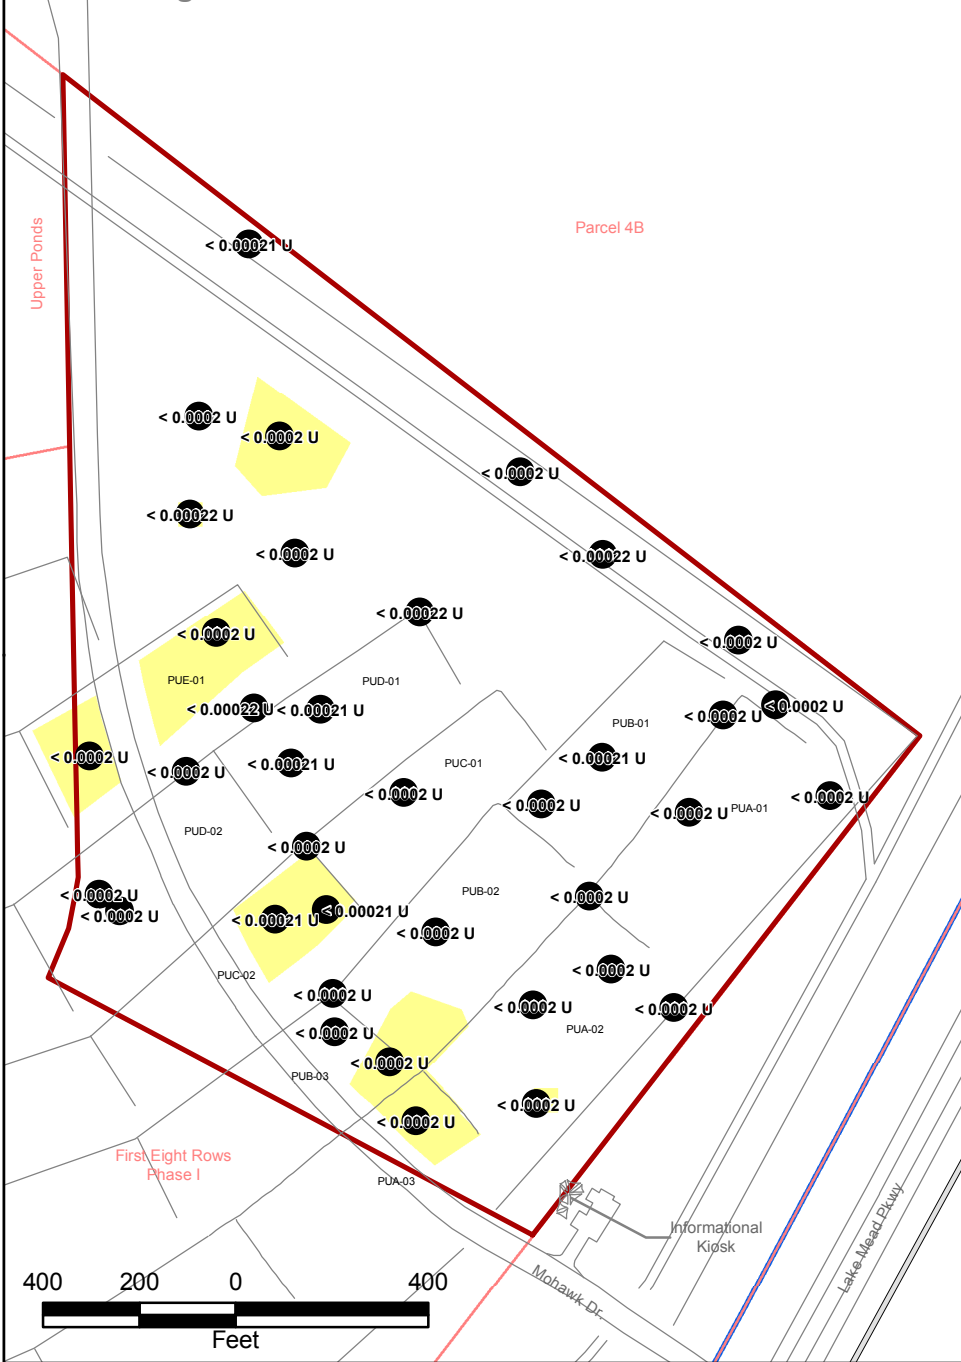 Parcel 4B
Upper Ponds
< 0.00021 U
< 0.0002 U
< 0.0002 U
< 0.0002 U
< 0.00022 U
< 0.0002 U
< 0.00022 U
< 0.00022 U
< 0.0002 U
< 0.0002 U
PUE-01
PUD-01
< 0.00022 U
< 0.00021 U
< 0.0002 U
< 0.0002 U
PUB-01
< 0.0002 U
< 0.0002 U
< 0.00021 U
< 0.00021 U
PUC-01
< 0.0002 U
< 0.0002 U
< 0.0002 U
< 0.0002 U
PUA-01
< 0.0002 U
PUD-02
< 0.0002 U
PUB-02
< 0.0002 U
< 0.0002 U
< 0.0002 U
< 0.00021 U
< 0.00021 U
< 0.0002 U
PUC-02
< 0.0002 U
< 0.0002 U
< 0.0002 U
< 0.0002 U
PUA-02
< 0.0002 U
< 0.0002 U
PUB-03
< 0.0002 U
< 0.0002 U
First Eight Rows
Phase I
PUA-03
Informational
Kiosk
Lake Mead Pkwy
Mohawk Dr.
400 200 0 400
Feet